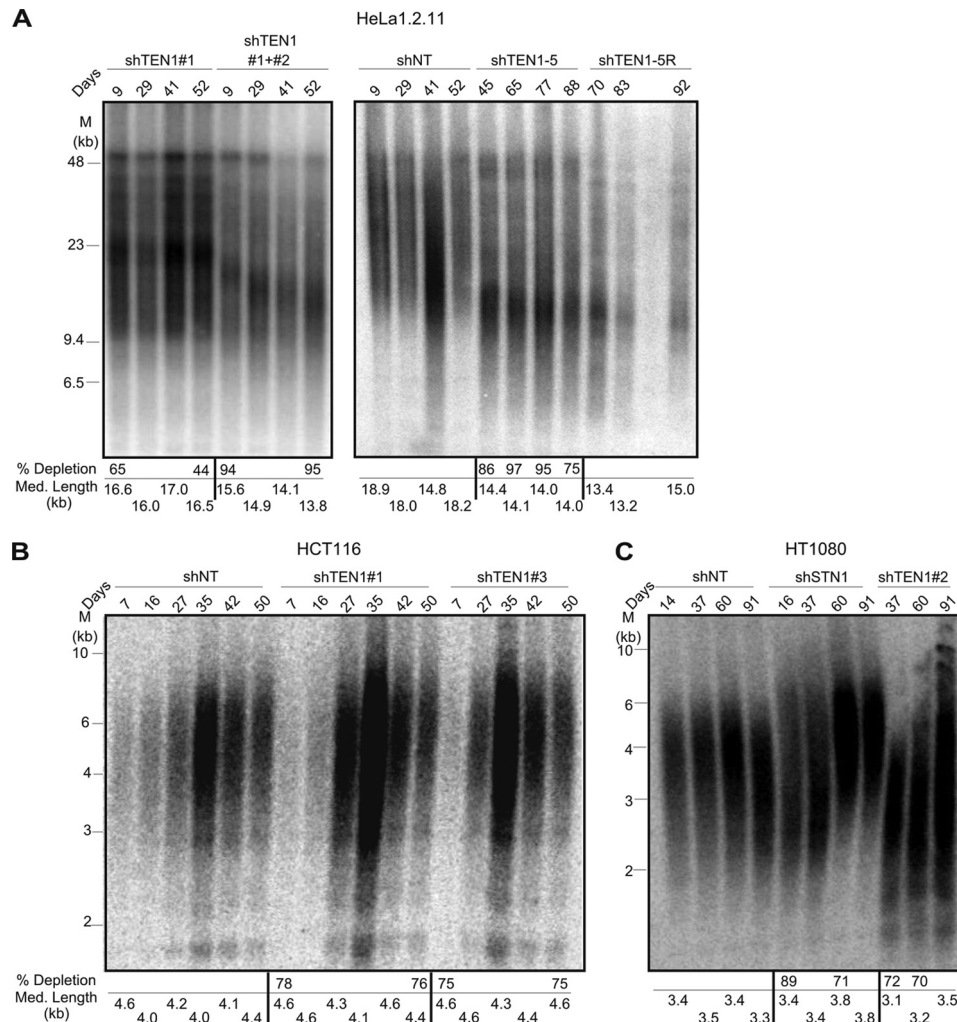 A
HeLa1.2.11
shTEN1#1
shTEN1
#1+#2
shNT
shTEN1-5
shTEN1-5R
Days
9 29 41 52 9 29 41 52
9 29 41 52 45 65 77 88 70 83 92
M
(kb)
48
23
9.4
6.5
% Depletion 65 44 94 95 86 97 95 75
Med. Length 16.6 17.0 15.6 14.1 18.9 14.8 14.4 14.0 13.4 15.0
(kb) 16.0 16.5 14.9 13.8 18.0 18.2 14.1 14.0 13.2
B
HCT116
shNT shTEN1#1 shTEN1#3
Days 7 16 27 35 42 50 7 16 27 35 42 50 7 27 35 42 50
M
(kb)
10
6
4
3
2
% Depletion 78 76 75 75
Med. Length 4.6 4.2 4.1 4.6 4.3 4.6 4.6 4.3 4.6
(kb) 4.0 4.0 4.4 4.6 4.1 4.4 4.6 4.4
C
HT1080
shNT shSTN1 shTEN1#2
Days 14 37 60 91 16 37 60 91 37 60 91
M
(kb)
10
6
4
3
2
% Depletion 89 71 72 70
Med. Length 3.4 3.4 3.4 3.8 3.1 3.5
(kb) 3.5 3.3 3.4 3.8 3.2